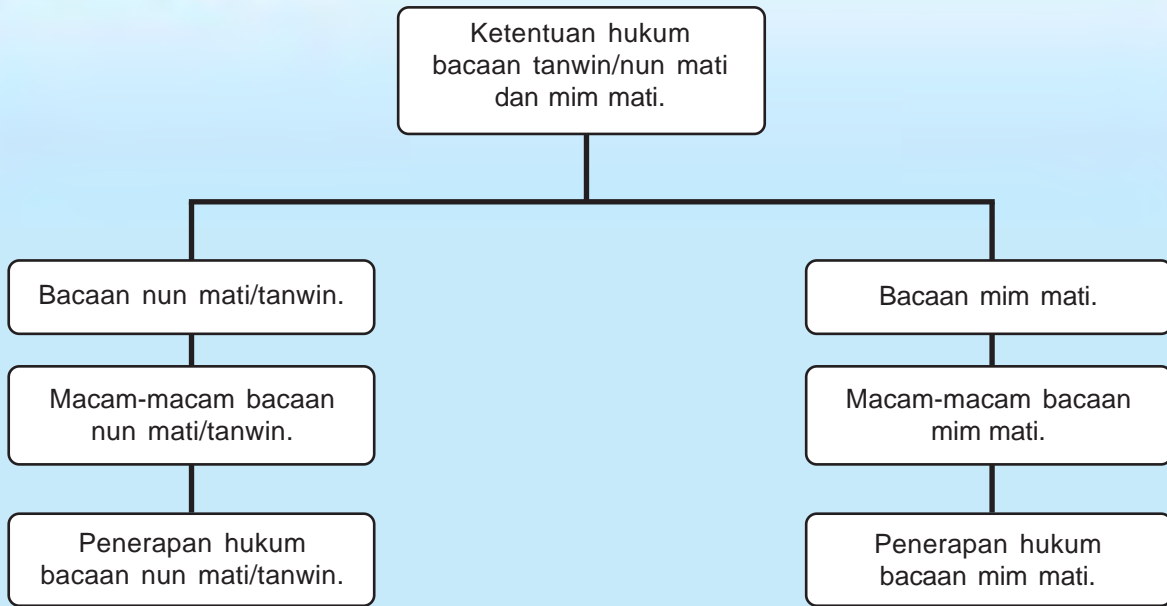 Ketentuan hukum
bacaan tanwin/nun mati
dan mim mati.
Bacaan nun mati/tanwin.
Macam-macam bacaan
nun mati/tanwin.
Penerapan hukum
bacaan nun mati/tanwin.
Bacaan mim mati.
Macam-macam bacaan
mim mati.
Penerapan hukum
bacaan mim mati.